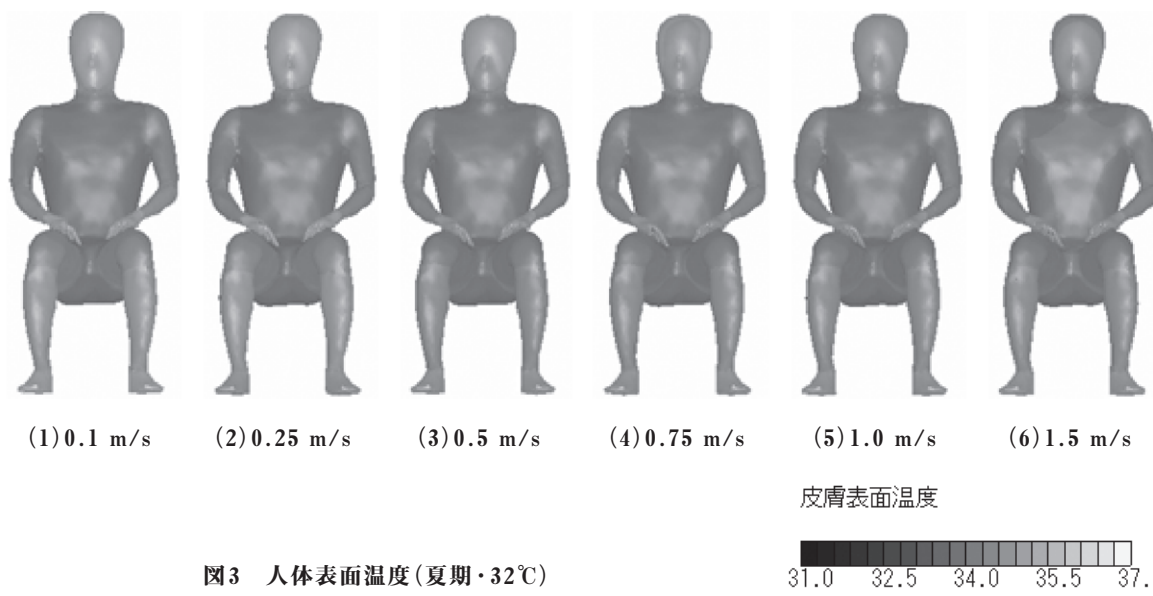 (1)0.1 m/s (2)0.25 m/s (3)0.5 m/s (4)0.75 m/s (5)1.0 m/s (6)1.5 m/s
皮膚表面温度
31.0 32.5 34.0 35.5 37.
図3 人体表面温度(夏期・32℃)